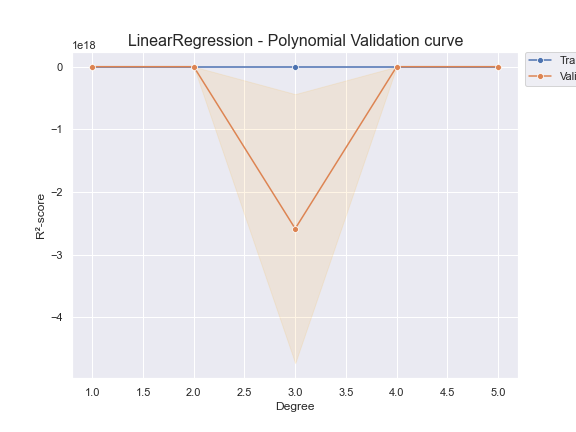 LinearRegression - Polynomial Validation curve
1e18
0
−1
−2
−3
−4
R²-score
1.0 1.5 2.0 2.5 3.0 3.5 4.0 4.5 5.0
Degree
Tra
Vali